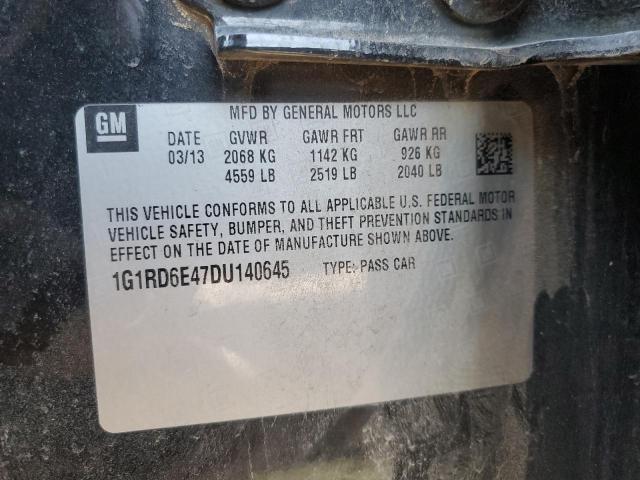 GM
MFD BY GENERAL MOTORS LLC
DATE GVWR GAWR FRT GAWR RR
03/13 2068 KG 1142 KG 926 KG
4559 LB 2519 LB 2040 LB
THIS VEHICLE CONFORMS TO ALL APPLICABLE U.S. FEDERAL MOTOR
VEHICLE SAFETY, BUMPER, AND THEFT PREVENTION STANDARDS IN
EFFECT ON THE DATE OF MANUFACTURE SHOWN ABOVE.
1G1RD6E47DU140645 TYPE: PASS CAR